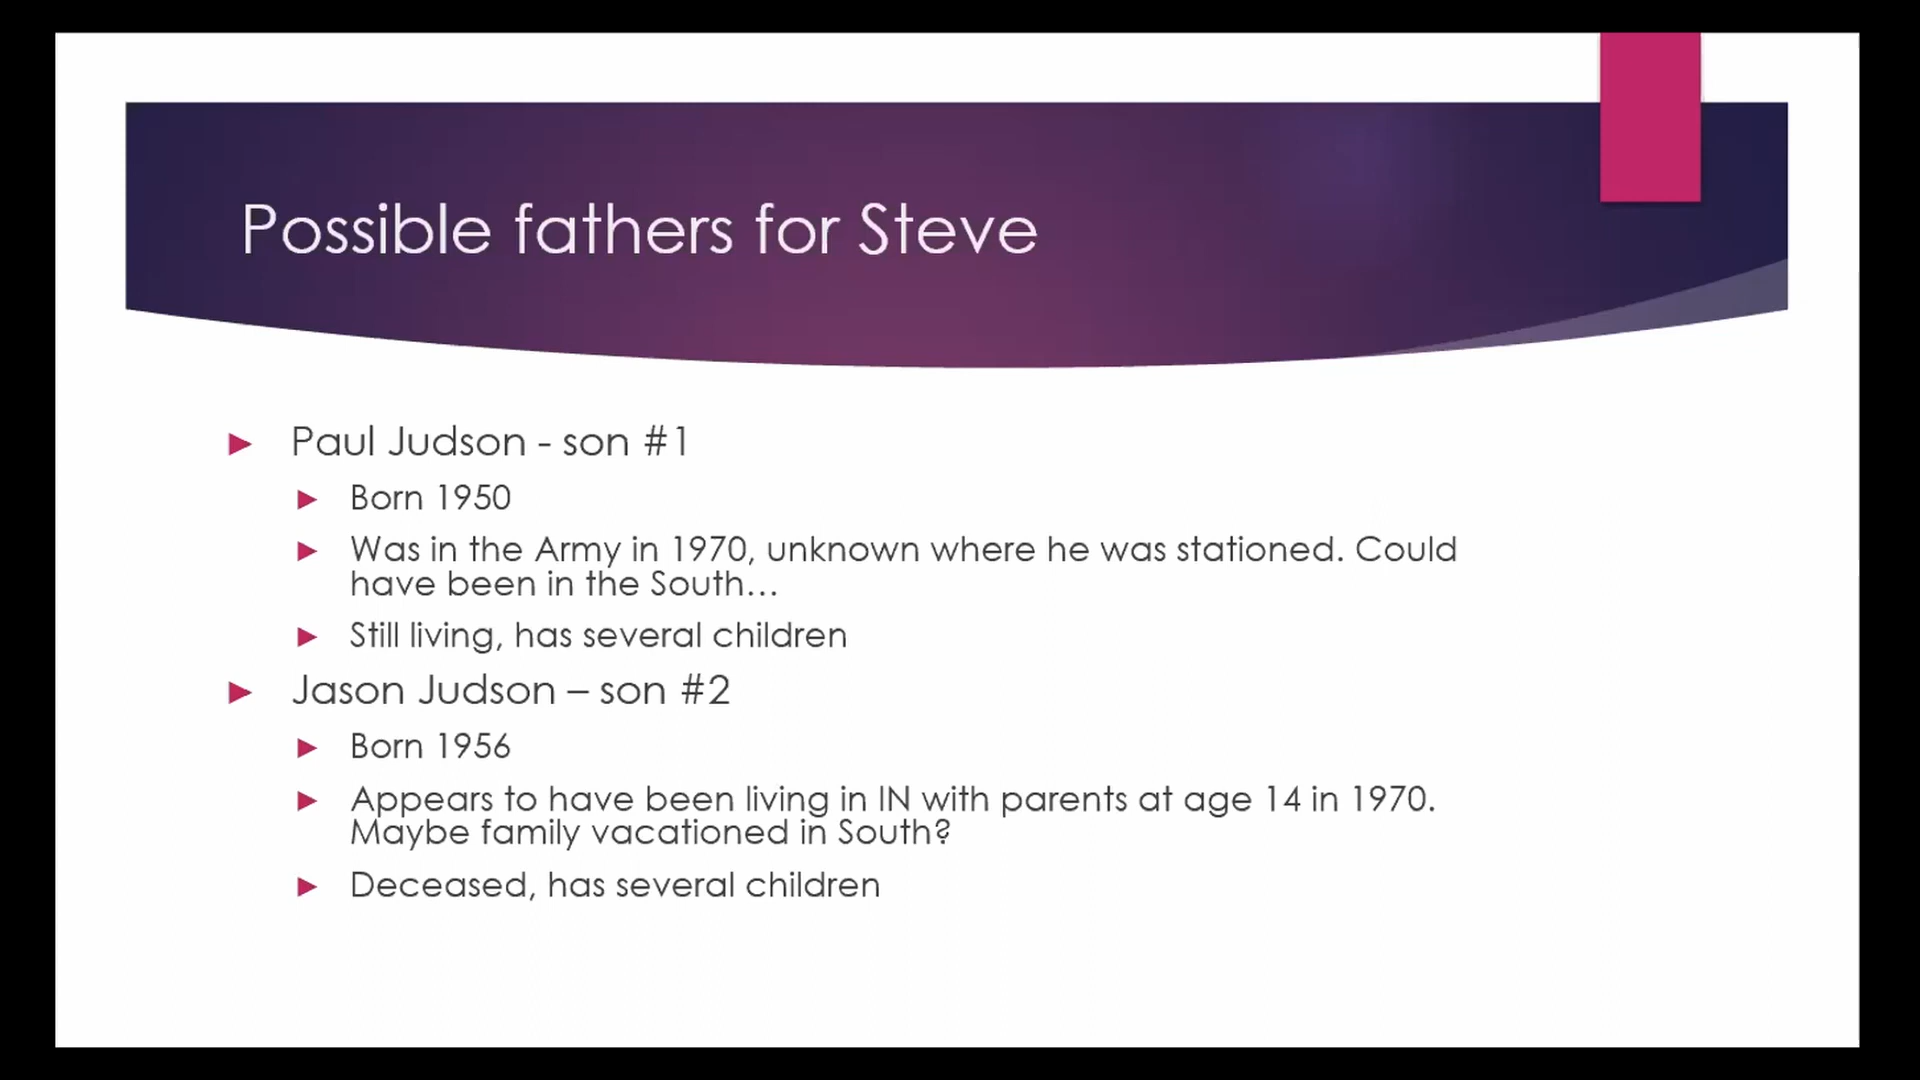 Possible fathers for Steve
Paul Judson - son #1
Born 1950
Was in the Army in 1970, unknown where he was stationed. Could
have been in the South…
Still living, has several children
Jason Judson – son #2
Born 1956
Appears to have been living in IN with parents at age 14 in 1970.
Maybe family vacationed in South?
Deceased, has several children